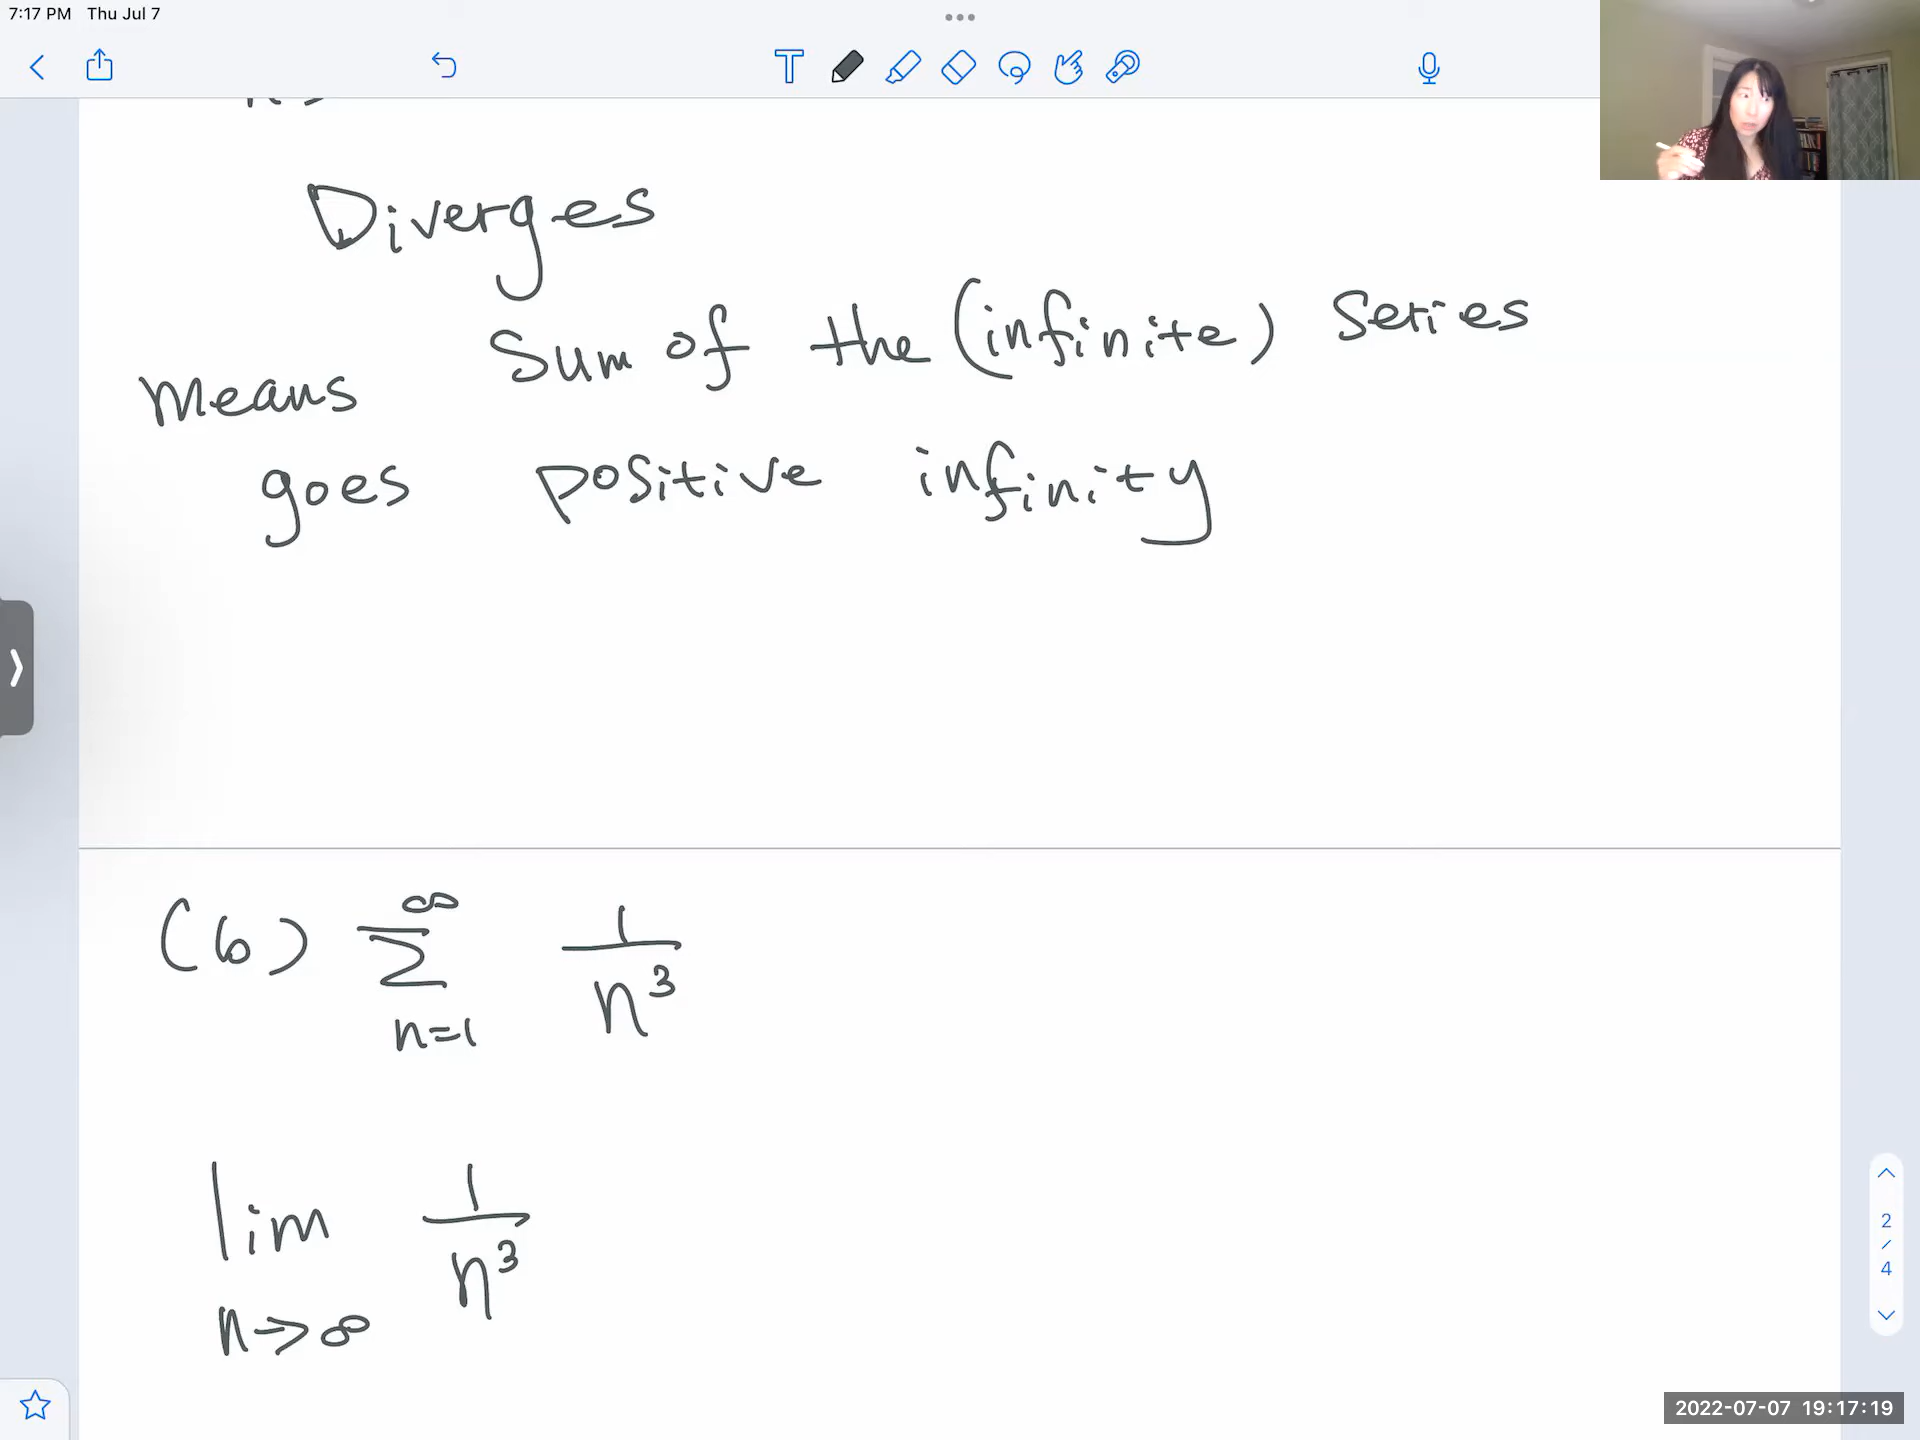 7:17 PM Thu Jul 7
Diverges
means sum of the (infinite) series
goes positive infinity
(b) ∞ Σ n=1 1/n³
lim n→∞ 1/n³
2
/
4
2022-07-07 19:17:19